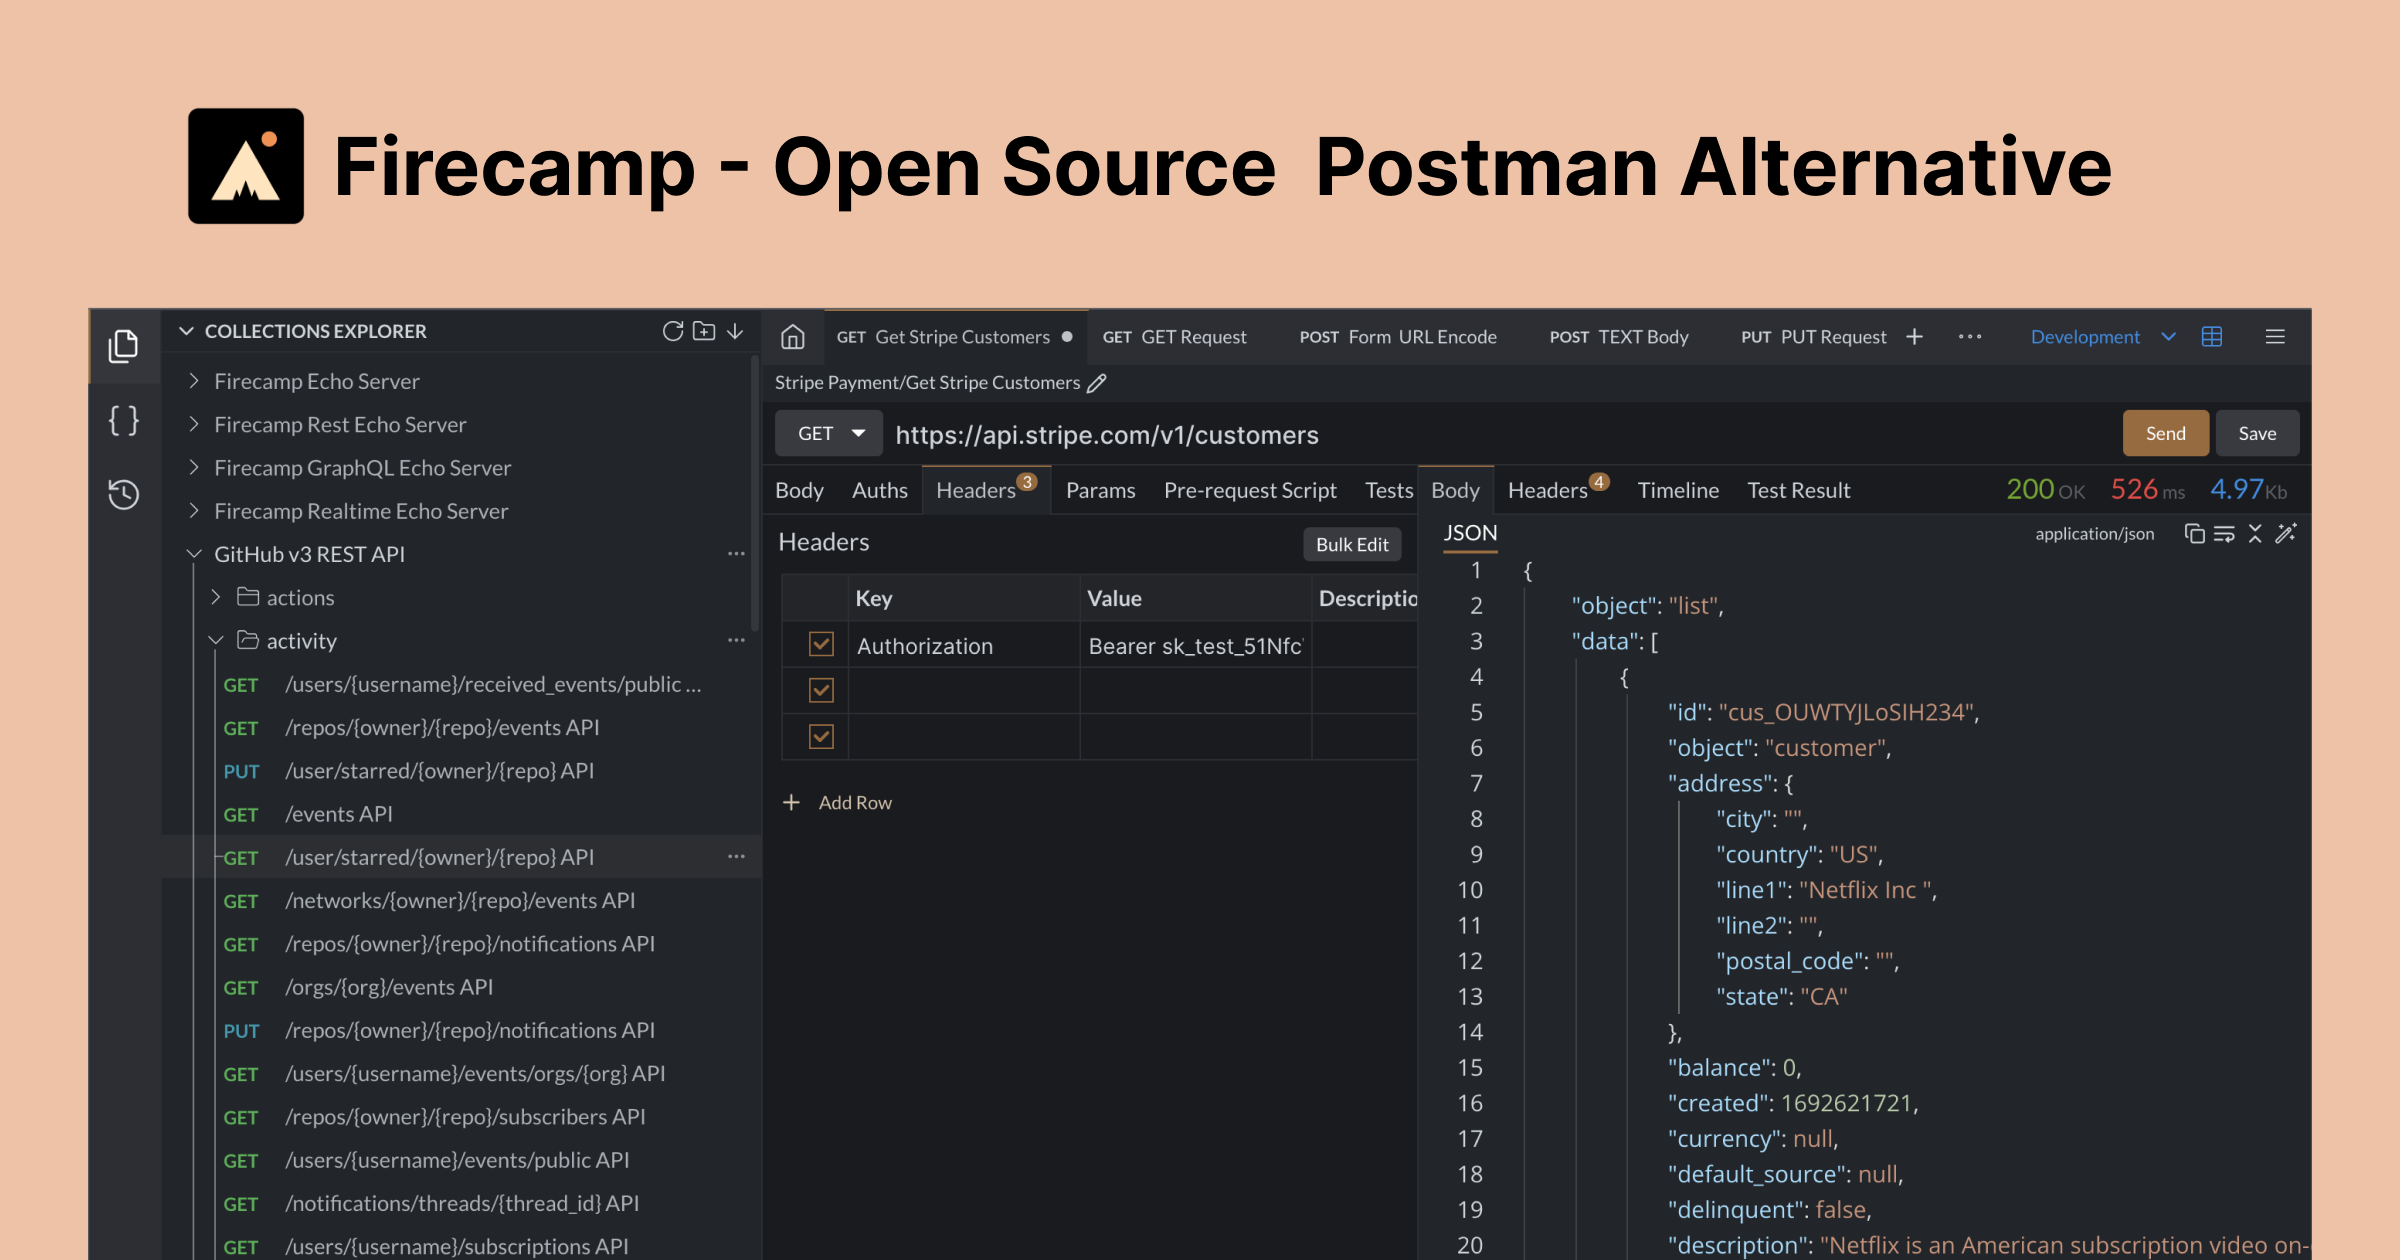 Firecamp - Open Source Postman Alternative
COLLECTIONS EXPLORER
Firecamp Echo Server
Firecamp Rest Echo Server
Firecamp GraphQL Echo Server
Firecamp Realtime Echo Server
GitHub v3 REST API
actions
activity
GET /users/{username}/received_events/public ...
GET /repos/{owner}/{repo}/events API
PUT /user/starred/{owner}/{repo} API
GET /events API
GET /user/starred/{owner}/{repo} API
GET /networks/{owner}/{repo}/events API
GET /repos/{owner}/{repo}/notifications API
GET /orgs/{org}/events API
PUT /repos/{owner}/{repo}/notifications API
GET /users/{username}/events/orgs/{org} API
GET /repos/{owner}/{repo}/subscribers API
GET /users/{username}/events/public API
GET /notifications/threads/{thread_id} API
GET /users/{username}/subscriptions API
GET Get Stripe Customers GET GET Request POST Form URL Encode POST TEXT Body PUT PUT Request Development
Stripe Payment/Get Stripe Customers
GET https://api.stripe.com/v1/customers Send Save
Body Auths Headers 3 Params Pre-request Script Tests
Headers Bulk Edit
Key Value Descriptio
Authorization Bearer sk_test_51Nfc
+ Add Row
Body Headers 4 Timeline Test Result 200 OK 526 ms 4.97 Kb
JSON application/json
1 {
2 "object": "list",
3 "data": [
4 {
5 "id": "cus_OUWTYJLoSIH234",
6 "object": "customer",
7 "address": {
8 "city": "",
9 "country": "US",
10 "line1": "Netflix Inc ",
11 "line2": "",
12 "postal_code": "",
13 "state": "CA"
14 },
15 "balance": 0,
16 "created": 1692621721,
17 "currency": null,
18 "default_source": null,
19 "delinquent": false,
20 "description": "Netflix is an American subscription video on-